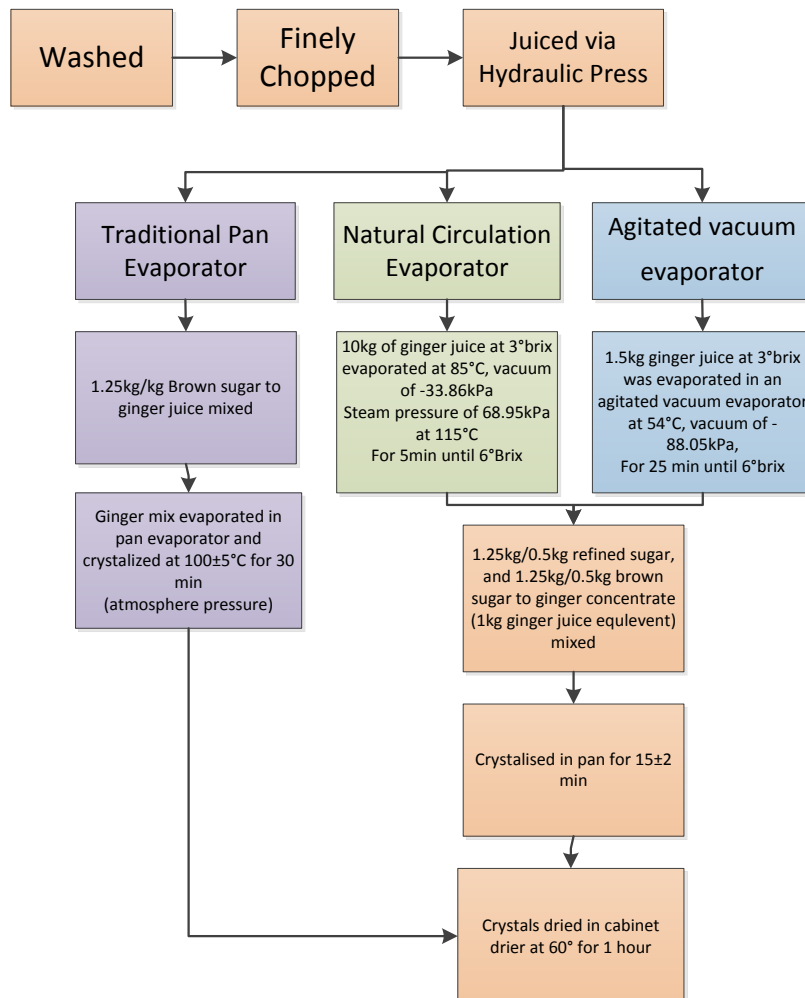 Washed
Finely
Chopped
Juiced via
Hydraulic Press
Traditional Pan
Evaporator
Natural Circulation
Evaporator
Agitated vacuum
evaporator
1.25kg/kg Brown sugar to
ginger juice mixed
10kg of ginger juice at 3°brix
evaporated at 85°C, vacuum
of -33.86kPa
Steam pressure of 68.95kPa
at 115°C
For 5min until 6°Brix
1.5kg ginger juice at 3°brix
was evaporated in an
agitated vacuum evaporator
at 54°C, vacuum of -
88.05kPa,
For 25 min until 6°brix
Ginger mix evaporated in
pan evaporator and
crystalized at 100±5°C for 30
min
(atmosphere pressure)
1.25kg/0.5kg refined sugar,
and 1.25kg/0.5kg brown
sugar to ginger concentrate
(1kg ginger juice equlevent)
mixed
Crystalised in pan for 15±2
min
Crystals dried in cabinet
drier at 60° for 1 hour